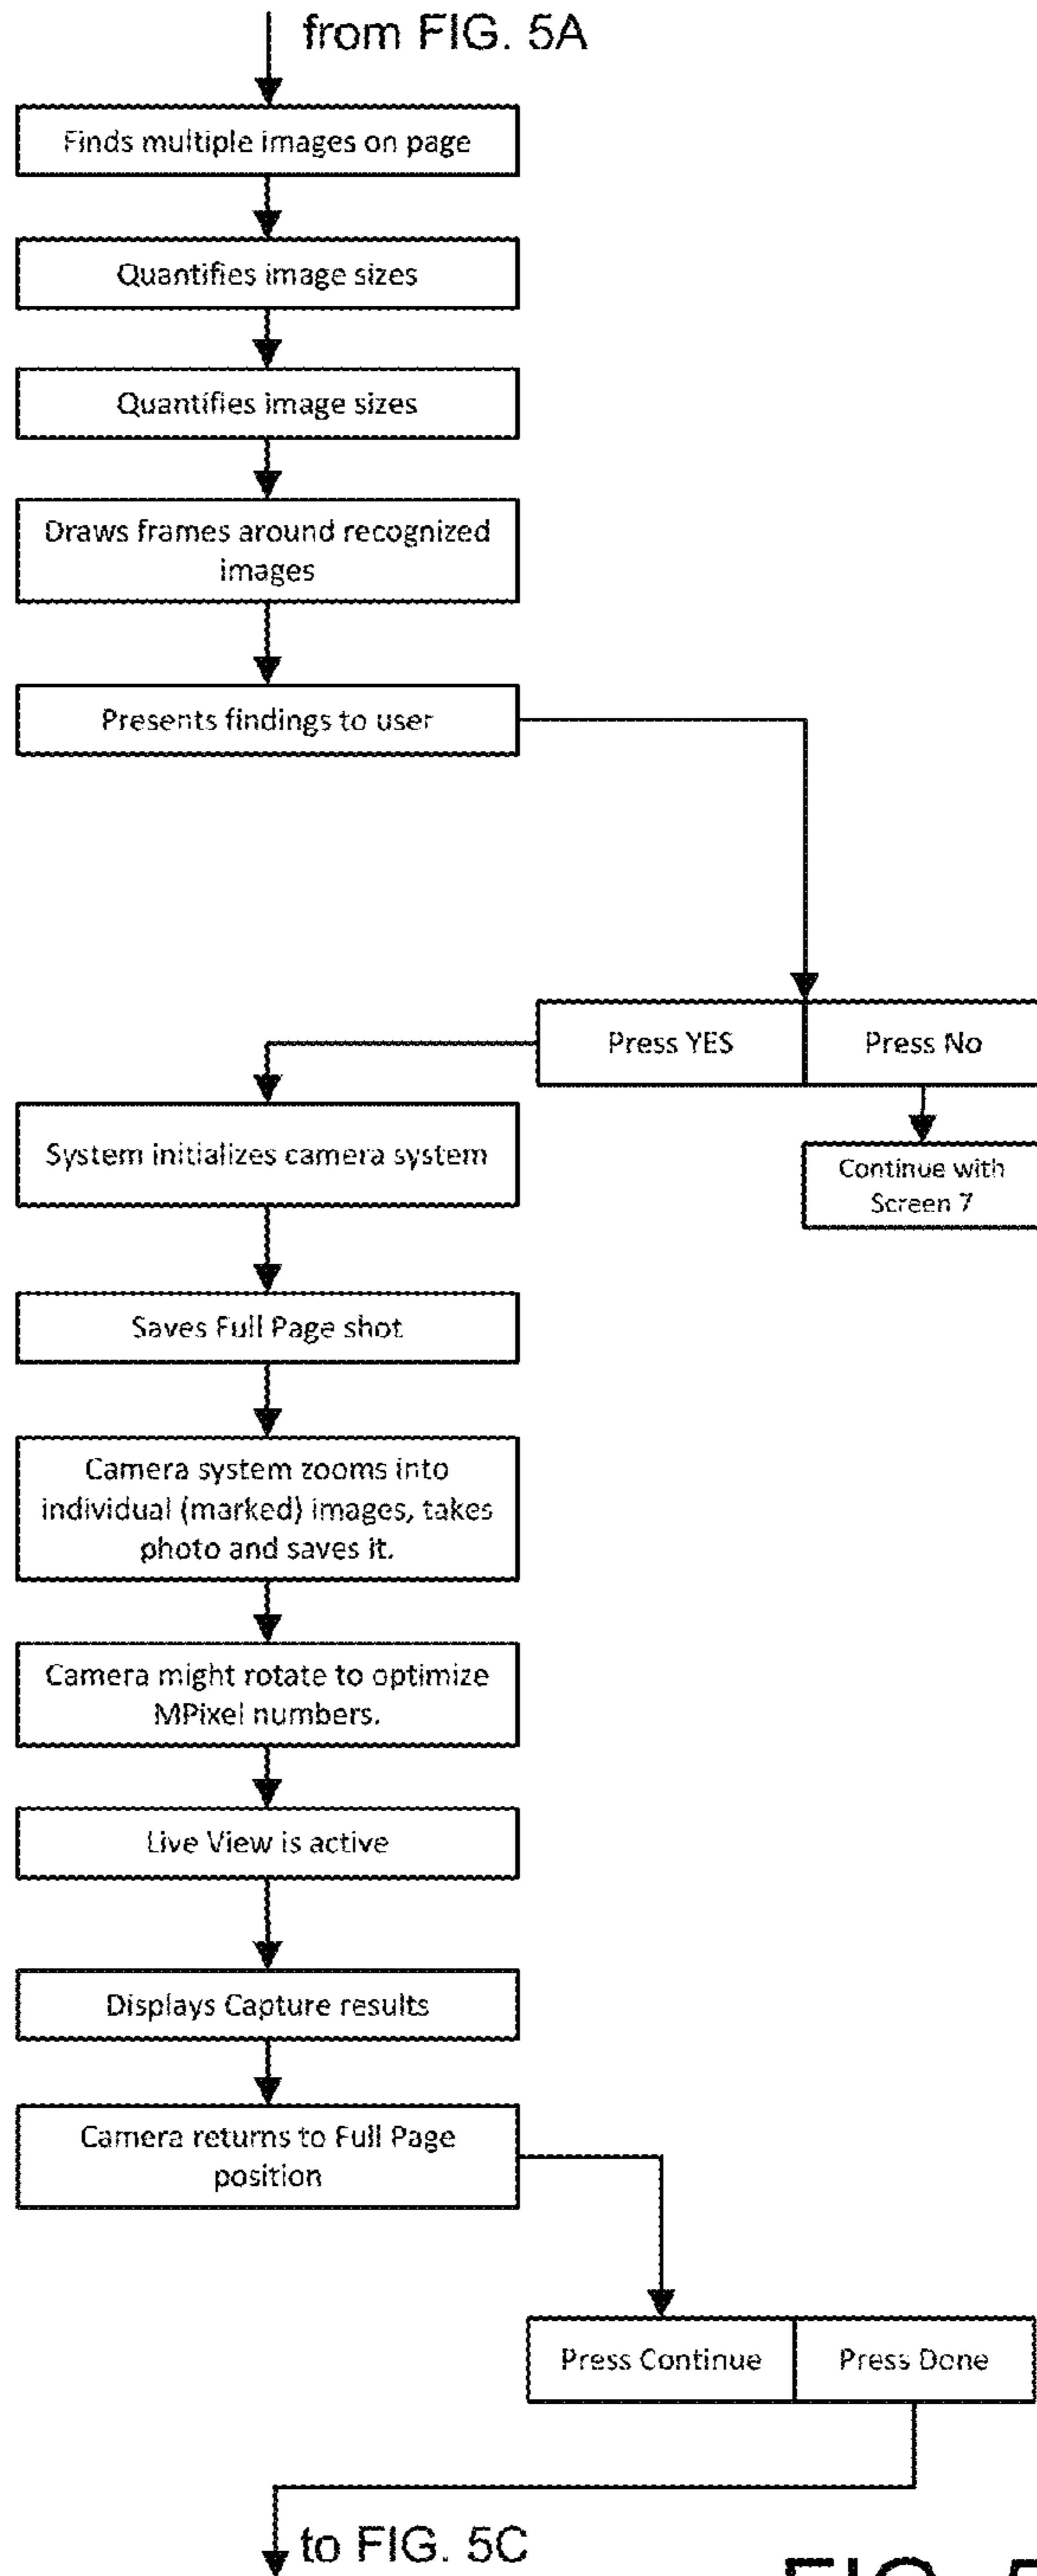 from FIG. 5A
Finds multiple images on page
Quantifies image sizes
Quantifies image sizes
Draws frames around recognized
images
Presents findings to user
Press YES
Press No
System initializes camera system
Continue with
Screen 7
Saves Full Page shot
Camera system zooms into
individual (marked) images, takes
photo and saves it.
Camera might rotate to optimize
MPixel numbers.
Live View is active
Displays Capture results
Camera returns to Full Page
position
Press Continue
Press Done
to FIG. 5C
FIG.